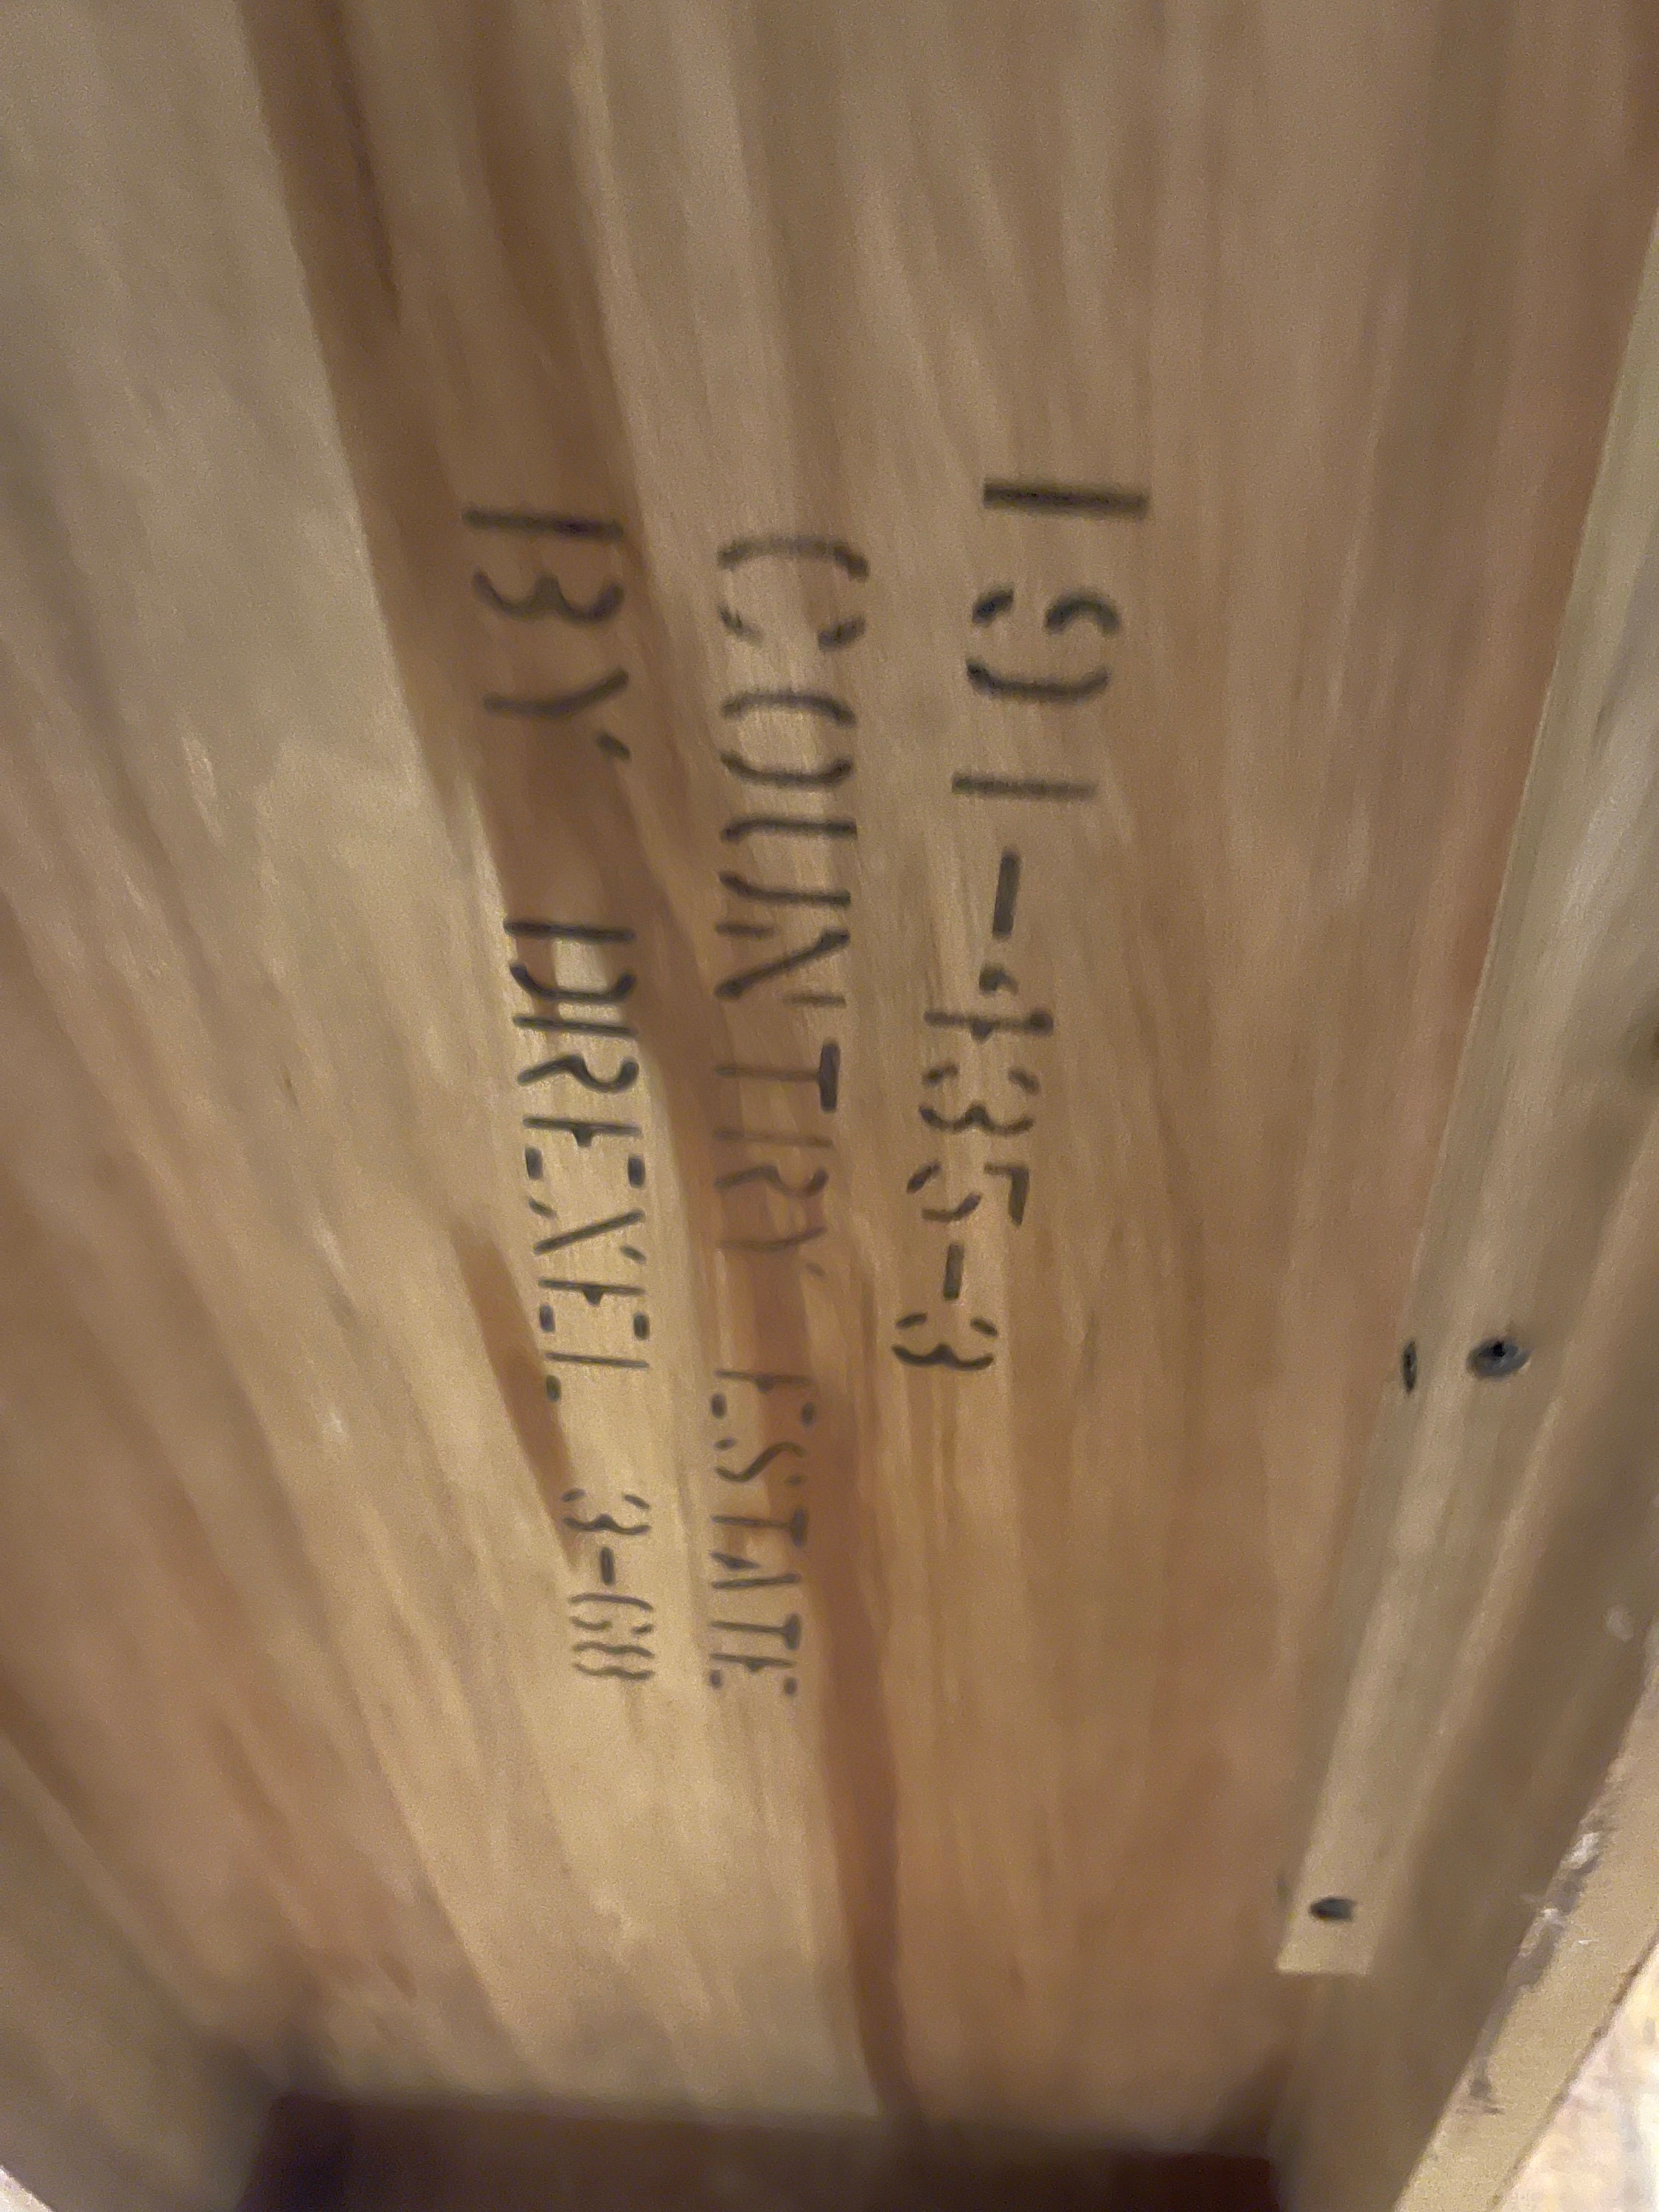 191-435-3
COUNTRY ESTATE
BY DREXEL 3-68